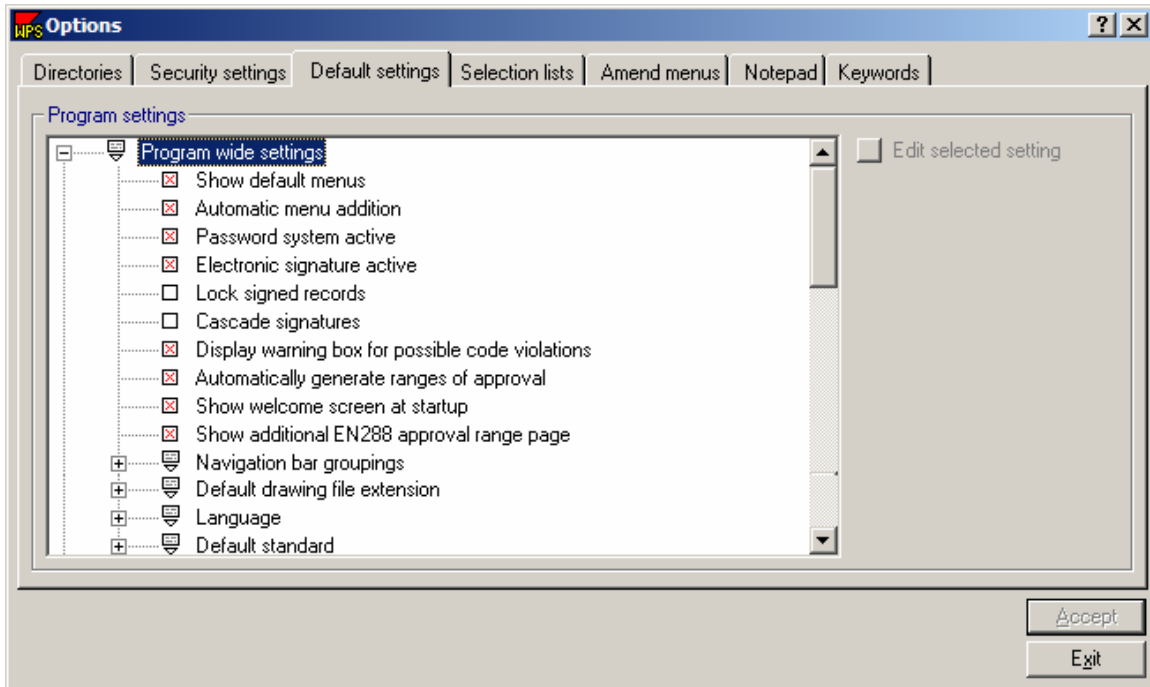 WPS Options
Directories Security settings Default settings Selection lists Amend menus Notepad Keywords
Program settings
Program wide settings
Edit selected setting
Show default menus
Automatic menu addition
Password system active
Electronic signature active
Lock signed records
Cascade signatures
Display warning box for possible code violations
Automatically generate ranges of approval
Show welcome screen at startup
Show additional EN288 approval range page
Navigation bar groupings
Default drawing file extension
Language
Default standard
Accept
Exit